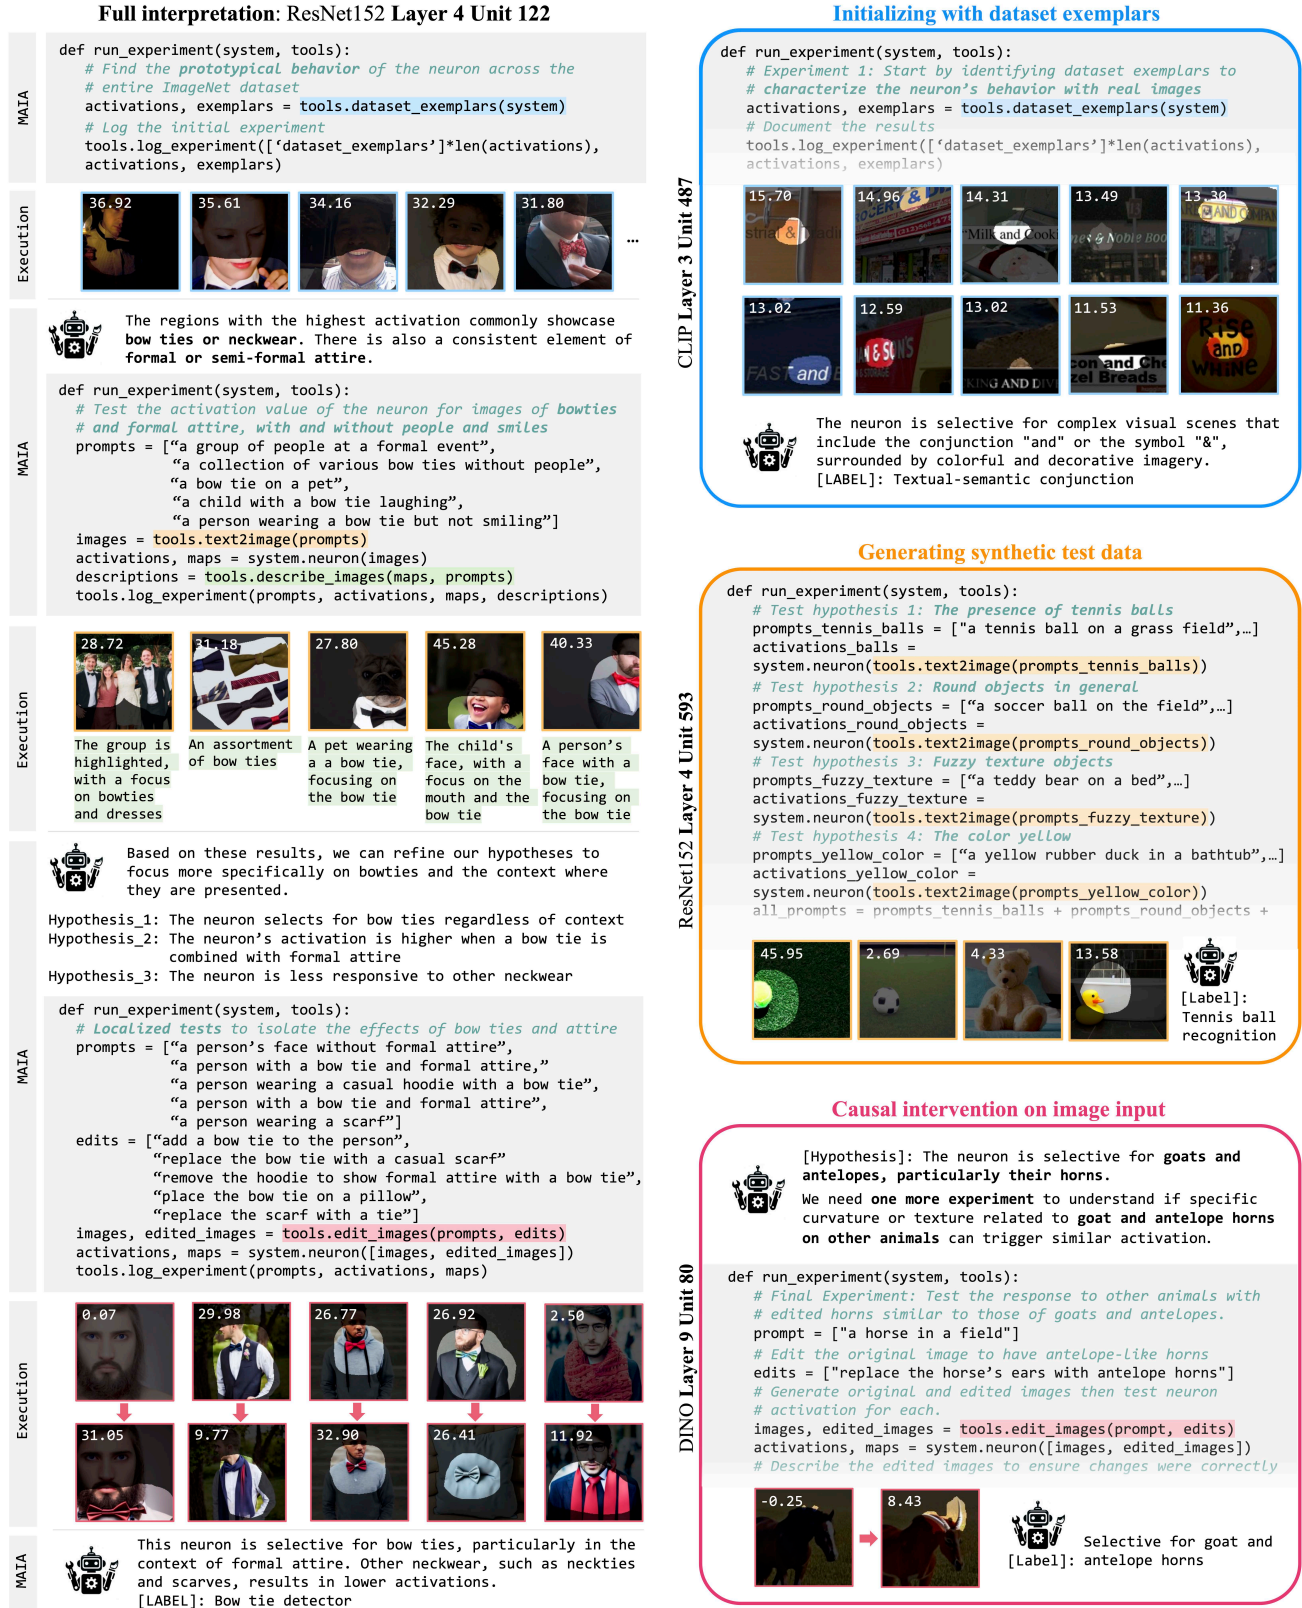 Full interpretation: ResNet152 Layer 4 Unit 122
MAIA
def run_experiment(system, tools):
# Find the prototypical behavior of the neuron across the
# entire ImageNet dataset
activations, exemplars = tools.dataset_exemplars(system)
# Log the initial experiment
tools.log_experiment([‘dataset_exemplars’]*len(activations),
activations, exemplars)
Execution
36.92
35.61
34.16
32.29
31.80
...
MAIA
The regions with the highest activation commonly showcase
bow ties or neckwear. There is also a consistent element of
formal or semi-formal attire.
def run_experiment(system, tools):
# Test the activation value of the neuron for images of bowties
# and formal attire, with and without people and smiles
prompts = [“a group of people at a formal event”,
“a collection of various bow ties without people”,
“a bow tie on a pet”,
“a child with a bow tie laughing”,
“a person wearing a bow tie but not smiling”]
images = tools.text2image(prompts)
activations, maps = system.neuron(images)
descriptions = tools.describe_images(maps, prompts)
tools.log_experiment(prompts, activations, maps, descriptions)
Execution
28.72
31.18
27.80
45.28
40.33
The group is
highlighted,
with a focus
on bowties
and dresses
An assortment
of bow ties
A pet wearing
a a bow tie,
focusing on
the bow tie
The child's
face, with a
focus on the
mouth and the
bow tie
A person’s
face with a
bow tie,
focusing on
the bow tie
MAIA
Based on these results, we can refine our hypotheses to
focus more specifically on bowties and the context where
they are presented.
Hypothesis_1: The neuron selects for bow ties regardless of context
Hypothesis_2: The neuron’s activation is higher when a bow tie is
combined with formal attire
Hypothesis_3: The neuron is less responsive to other neckwear
def run_experiment(system, tools):
# Localized tests to isolate the effects of bow ties and attire
prompts = [“a person’s face without formal attire”,
“a person with a bow tie and formal attire,”
“a person wearing a casual hoodie with a bow tie”,
“a person with a bow tie and formal attire”,
“a person wearing a scarf”]
edits = [“add a bow tie to the person”,
“replace the bow tie with a casual scarf”
“remove the hoodie to show formal attire with a bow tie”,
“place the bow tie on a pillow”,
“replace the scarf with a tie”]
images, edited_images = tools.edit_images(prompts, edits)
activations, maps = system.neuron([images, edited_images])
tools.log_experiment(prompts, activations, maps)
Execution
0.07
29.98
26.77
26.92
2.50
31.05
9.77
32.90
26.41
11.92
MAIA
This neuron is selective for bow ties, particularly in the
context of formal attire. Other neckwear, such as neckties
and scarves, results in lower activations.
[LABEL]: Bow tie detector
Initializing with dataset exemplars
CLIP Layer 3 Unit 487
def run_experiment(system, tools):
# Experiment 1: Start by identifying dataset exemplars to
# characterize the neuron’s behavior with real images
activations, exemplars = tools.dataset_exemplars(system)
# Document the results
tools.log_experiment([‘dataset_exemplars’]*len(activations),
activations, exemplars)
15.70
strial &
14.96
14.31
“Milk and Cooki
13.49
& Noble Boo
13.30
AND COMPAN
13.02
FAST and
12.59
N & SON'S
13.02
KING AND DIV
11.53
con and Che
zel Breads
11.36
RISE
and
WHINE
The neuron is selective for complex visual scenes that
include the conjunction "and" or the symbol "&",
surrounded by colorful and decorative imagery.
[LABEL]: Textual-semantic conjunction
Generating synthetic test data
ResNet152 Layer 4 Unit 593
def run_experiment(system, tools):
# Test hypothesis 1: The presence of tennis balls
prompts_tennis_balls = ["a tennis ball on a grass field”,…]
activations_balls =
system.neuron(tools.text2image(prompts_tennis_balls))
# Test hypothesis 2: Round objects in general
prompts_round_objects = [“a soccer ball on the field”,…]
activations_round_objects =
system.neuron(tools.text2image(prompts_round_objects))
# Test hypothesis 3: Fuzzy texture objects
prompts_fuzzy_texture = [“a teddy bear on a bed”,…]
activations_fuzzy_texture =
system.neuron(tools.text2image(prompts_fuzzy_texture))
# Test hypothesis 4: The color yellow
prompts_yellow_color = [“a yellow rubber duck in a bathtub”,…]
activations_yellow_color =
system.neuron(tools.text2image(prompts_yellow_color))
all_prompts = prompts_tennis_balls + prompts_round_objects +
45.95
2.69
4.33
13.58
[Label]:
Tennis ball
recognition
Causal intervention on image input
DINO Layer 9 Unit 80
[Hypothesis]: The neuron is selective for goats and
antelopes, particularly their horns.
We need one more experiment to understand if specific
curvature or texture related to goat and antelope horns
on other animals can trigger similar activation.
def run_experiment(system, tools):
# Final Experiment: Test the response to other animals with
# edited horns similar to those of goats and antelopes.
prompt = ["a horse in a field"]
# Edit the original image to have antelope-like horns
edits = ["replace the horse’s ears with antelope horns"]
# Generate original and edited images then test neuron
# activation for each.
images, edited_images = tools.edit_images(prompt, edits)
activations, maps = system.neuron([images, edited_images])
# Describe the edited images to ensure changes were correctly
-0.25
8.43
[Label]:
Selective for goat and
antelope horns